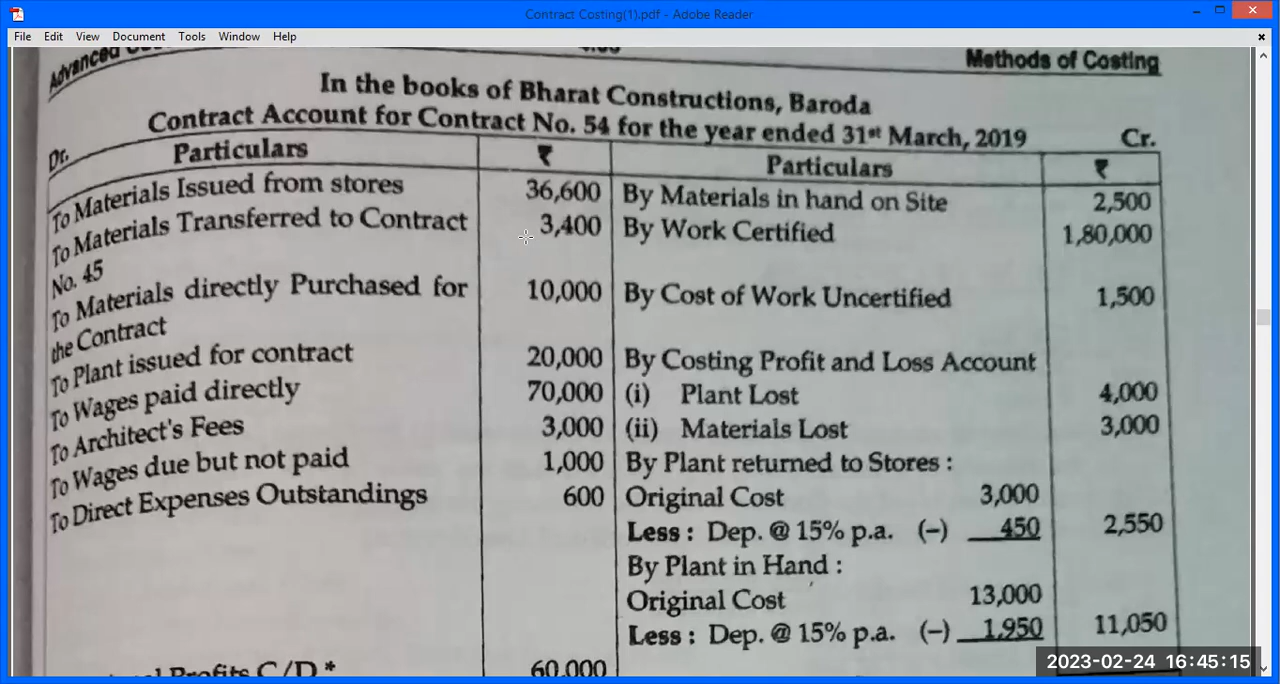 Contract Costing(1).pdf - Adobe Reader
File Edit View Document Tools Window Help
Advanced
Methods of Costing
In the books of Bharat Constructions, Baroda
Contract Account for Contract No. 54 for the year ended 31st March, 2019
Dr. Cr.
Particulars ₹ Particulars ₹
To Materials Issued from stores 36,600 By Materials in hand on Site 2,500
To Materials Transferred to Contract 3,400 By Work Certified 1,80,000
No. 45
To Materials directly Purchased for 10,000 By Cost of Work Uncertified 1,500
the Contract
To Plant issued for contract 20,000 By Costing Profit and Loss Account
To Wages paid directly 70,000 (i) Plant Lost 4,000
To Architect's Fees 3,000 (ii) Materials Lost 3,000
To Wages due but not paid 1,000 By Plant returned to Stores :
To Direct Expenses Outstandings 600 Original Cost 3,000
Less : Dep. @ 15% p.a. (–) 450 2,550
By Plant in Hand :
Original Cost 13,000
Less : Dep. @ 15% p.a. (–) 1,950 11,050
Profits C/D * 60,000
2023-02-24 16:45:15